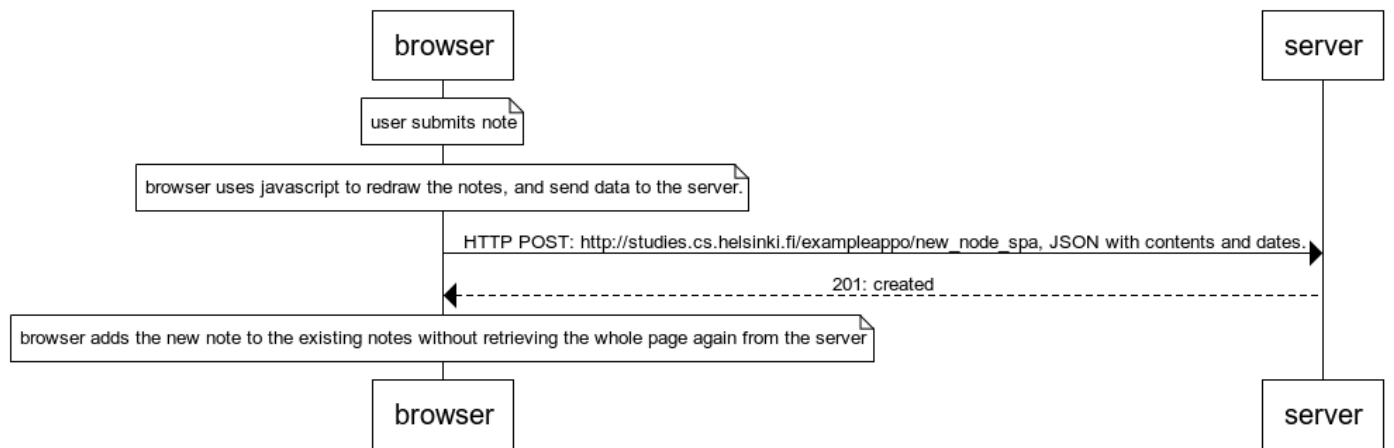 browser
server
user submits note
browser uses javascript to redraw the notes, and send data to the server.
HTTP POST: http://studies.cs.helsinki.fi/exampleappo/new_node_spa, JSON with contents and dates.
201: created
browser adds the new note to the existing notes without retrieving the whole page again from the server
browser
server